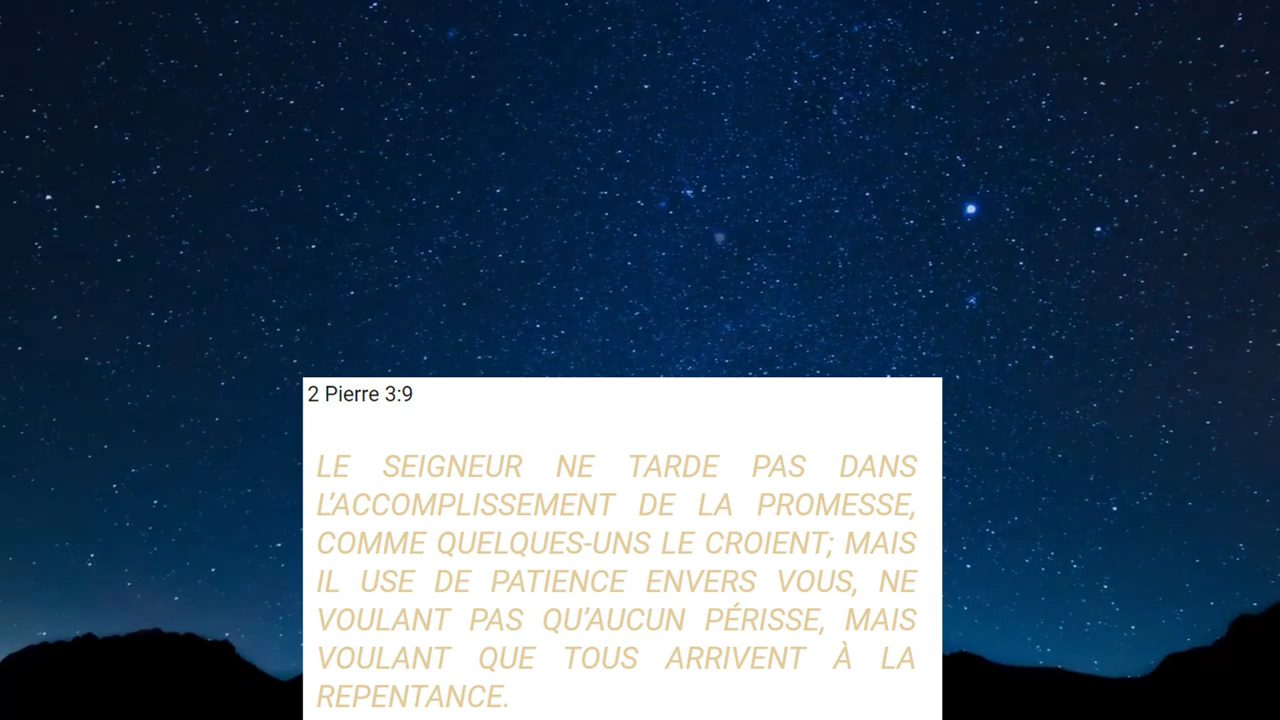 2 Pierre 3:9
LE SEIGNEUR NE TARDE PAS DANS
L’ACCOMPLISSEMENT DE LA PROMESSE,
COMME QUELQUES-UNS LE CROIENT; MAIS
IL USE DE PATIENCE ENVERS VOUS, NE
VOULANT PAS QU’AUCUN PÉRISSE, MAIS
VOULANT QUE TOUS ARRIVENT À LA
REPENTANCE.